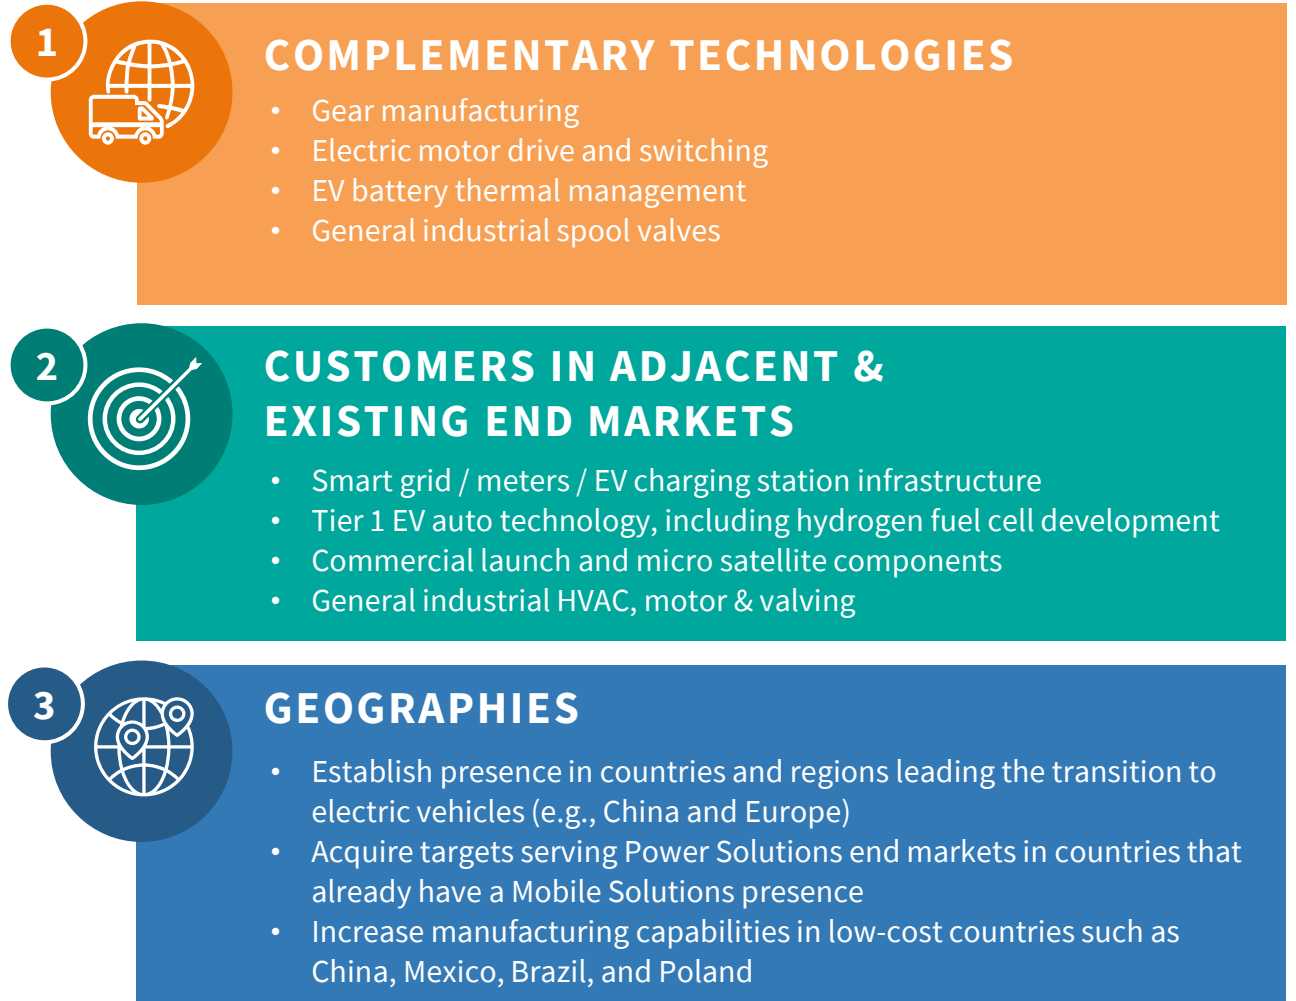 1
COMPLEMENTARY TECHNOLOGIES
• Gear manufacturing
• Electric motor drive and switching
• EV battery thermal management
• General industrial spool valves
2
CUSTOMERS IN ADJACENT &
EXISTING END MARKETS
• Smart grid / meters / EV charging station infrastructure
• Tier 1 EV auto technology, including hydrogen fuel cell development
• Commercial launch and micro satellite components
• General industrial HVAC, motor & valving
3
GEOGRAPHIES
• Establish presence in countries and regions leading the transition to
electric vehicles (e.g., China and Europe)
• Acquire targets serving Power Solutions end markets in countries that
already have a Mobile Solutions presence
• Increase manufacturing capabilities in low-cost countries such as
China, Mexico, Brazil, and Poland